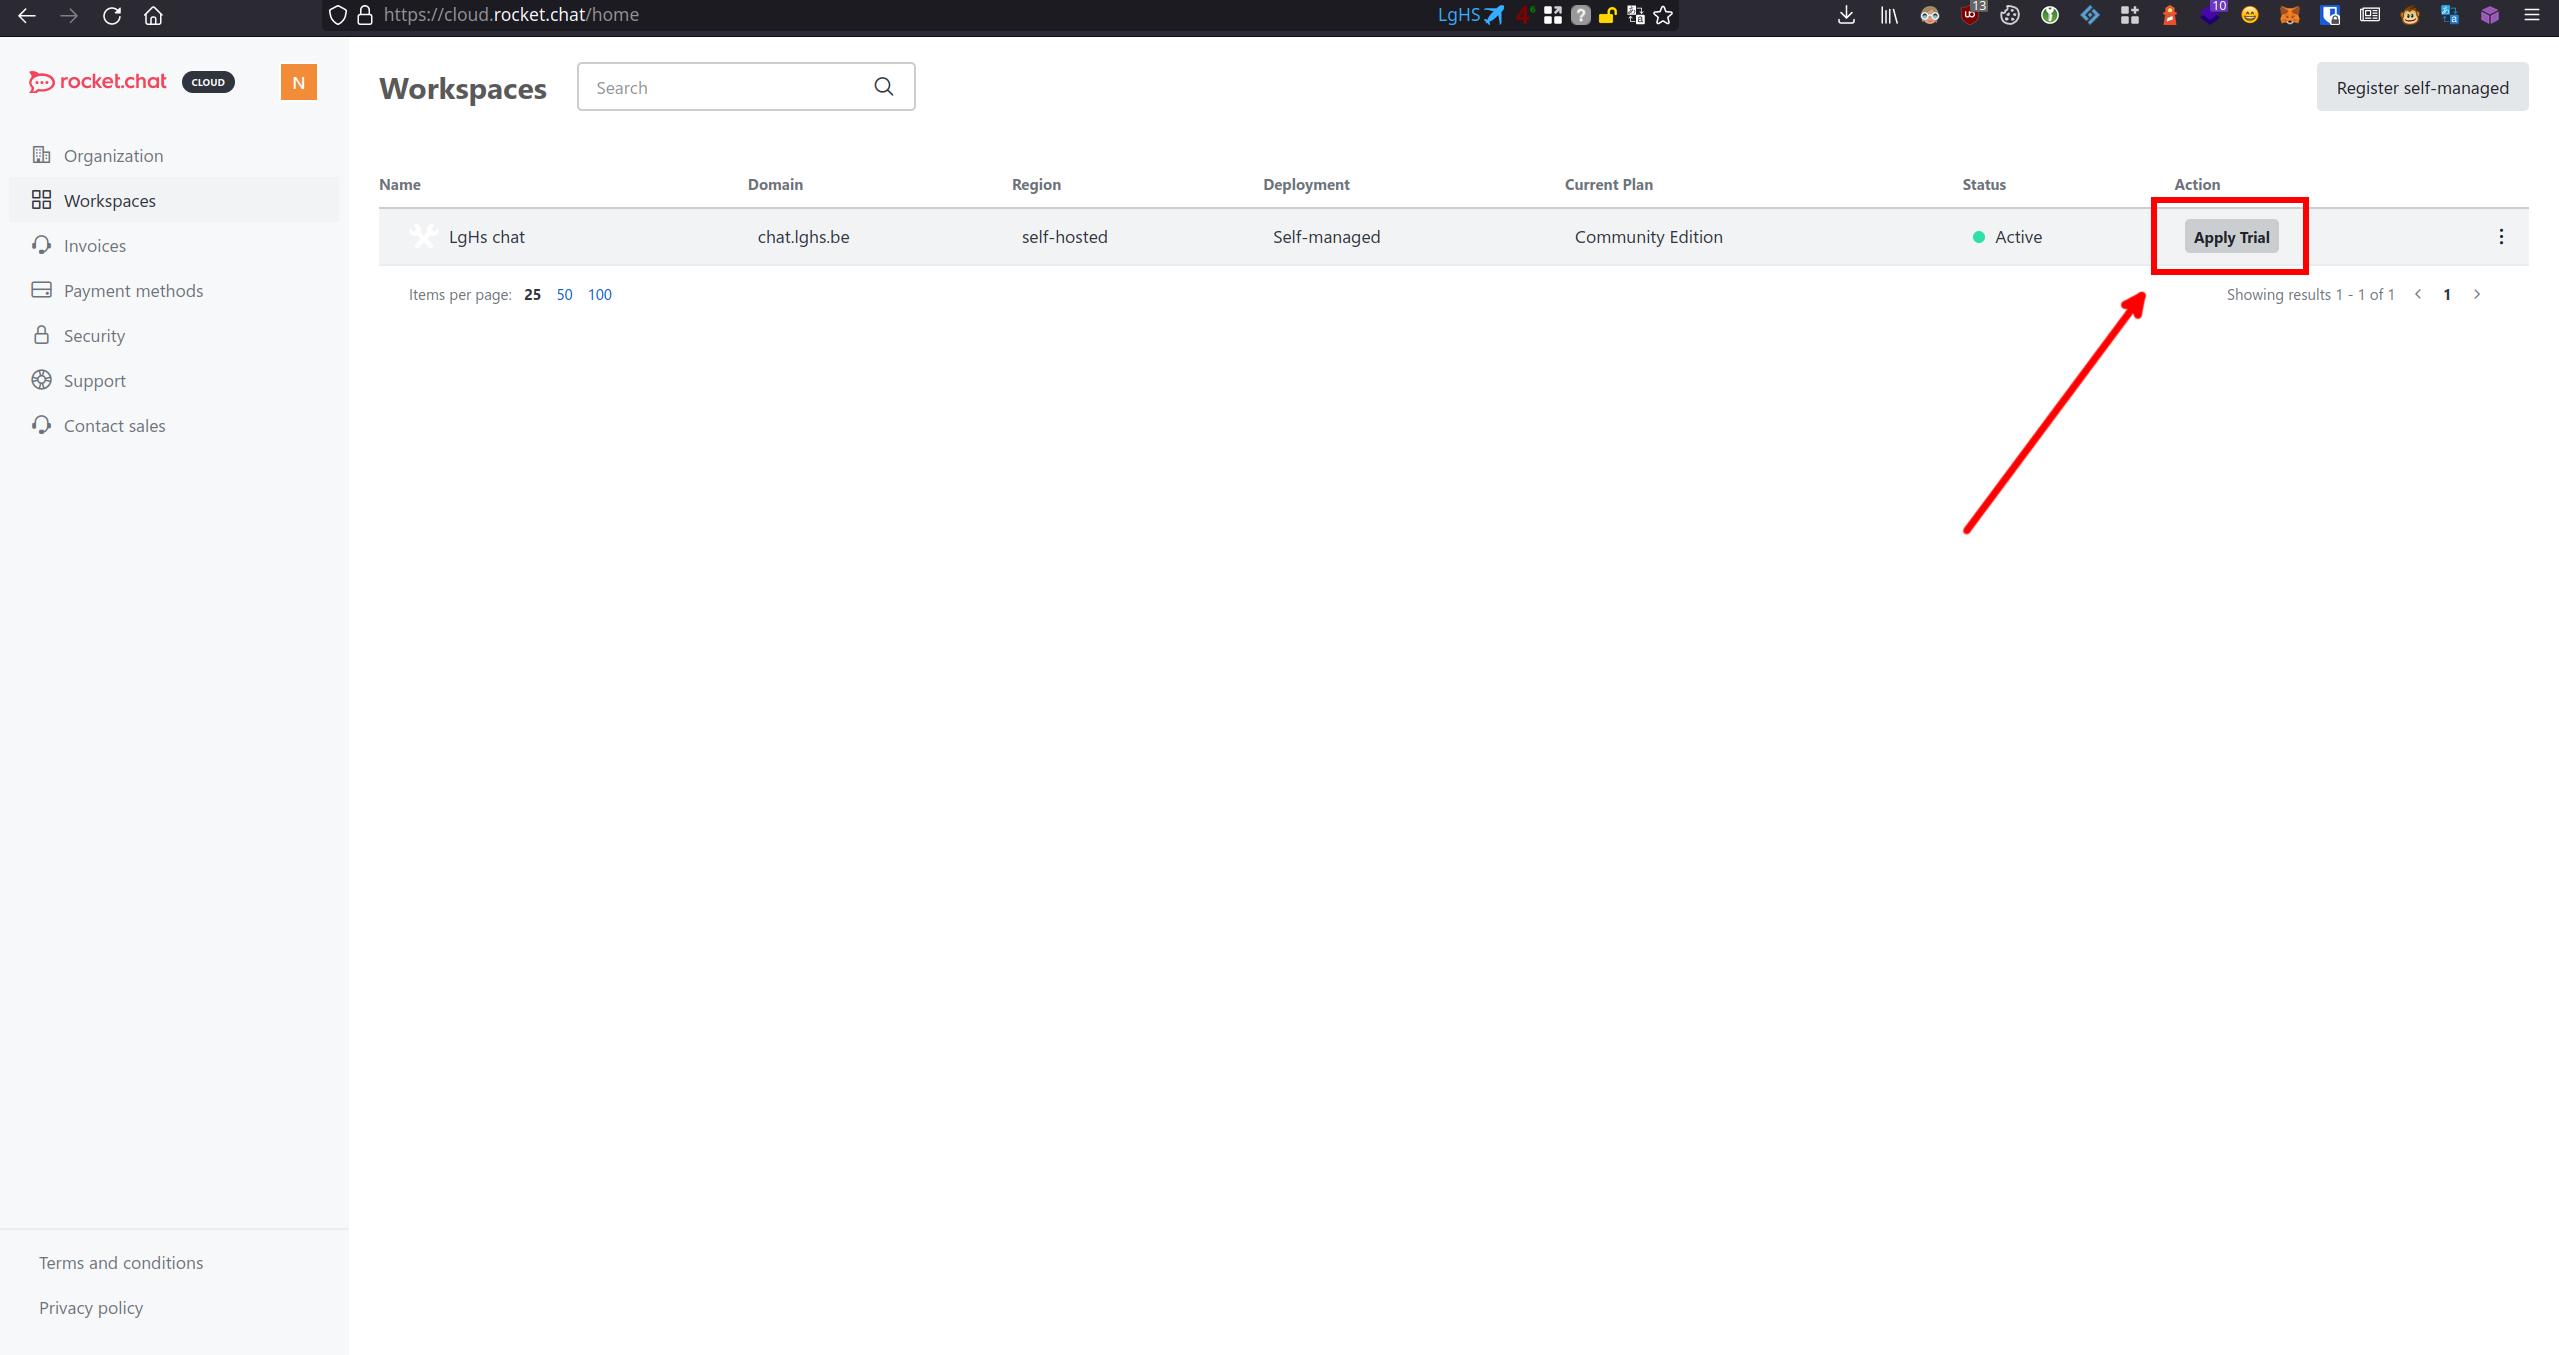 https://cloud.rocket.chat/home
LgHS
4 6
?
13
10
rocket.chat CLOUD N
Workspaces
Search
Register self-managed
Organization
Workspaces
Invoices
Payment methods
Security
Support
Contact sales
Name Domain Region Deployment Current Plan Status Action
LgHs chat chat.lghs.be self-hosted Self-managed Community Edition Active Apply Trial
Items per page: 25 50 100
Showing results 1 - 1 of 1 1
Terms and conditions
Privacy policy